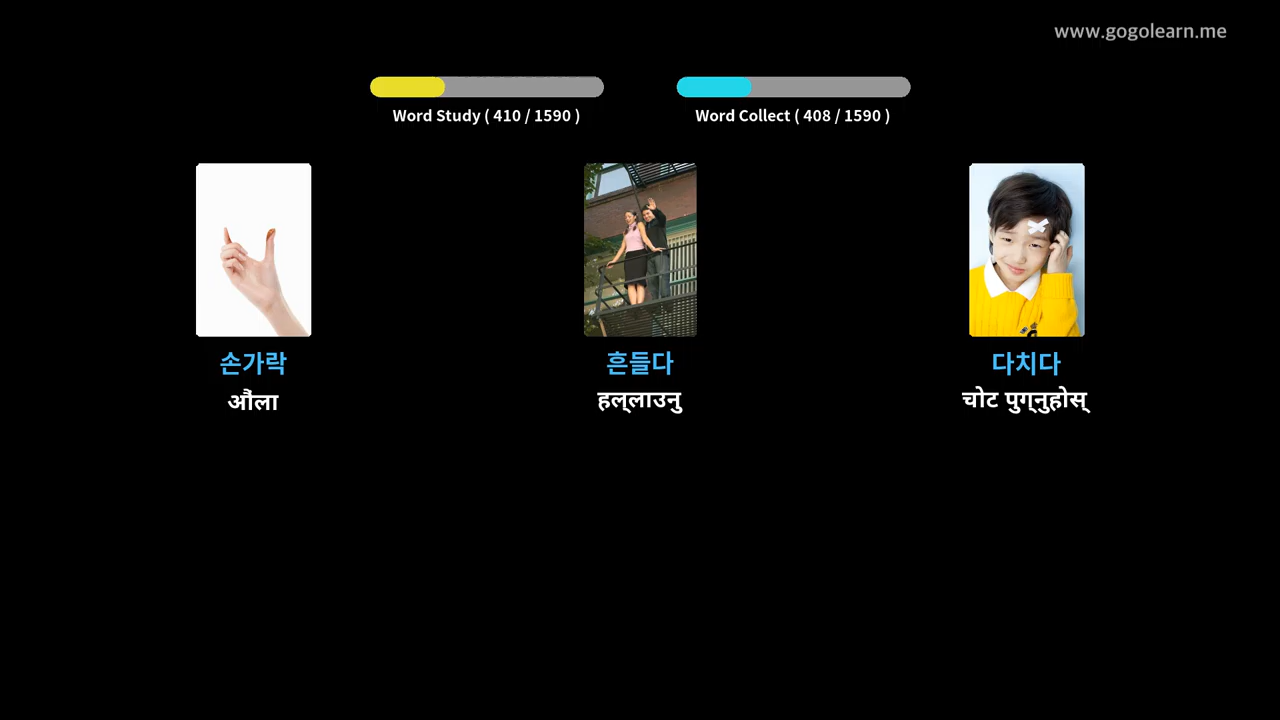 www.gogolearn.me
Word Study ( 410 / 1590 )
Word Collect ( 408 / 1590 )
손가락
흔들다
다치다
औंला
हल्लाउनु
चोट पुग्नुहोस्